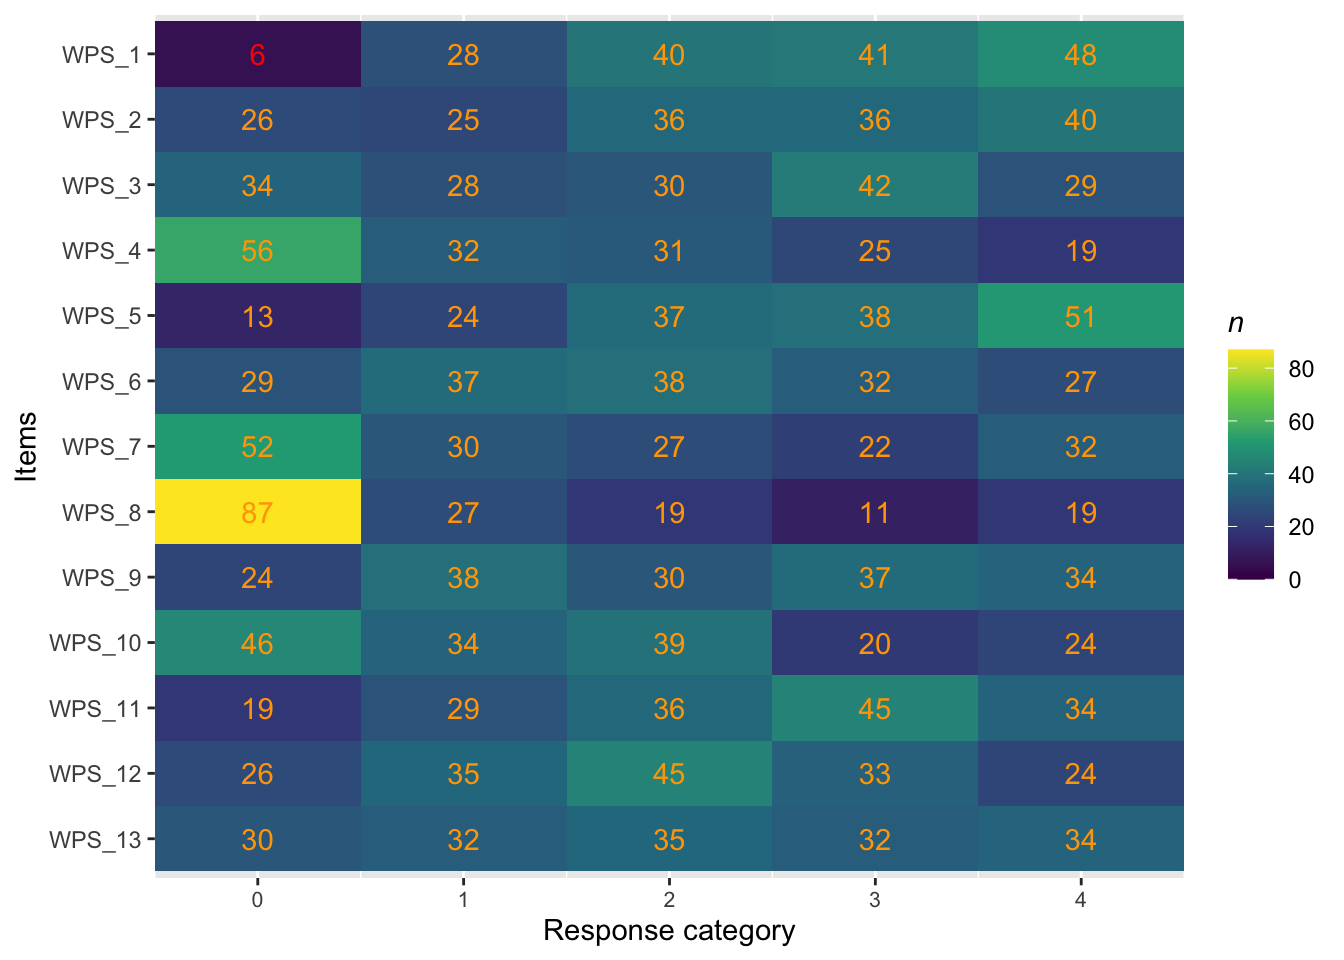 WPS_1 6 28 40 41 48
WPS_2 26 25 36 36 40
WPS_3 34 28 30 42 29
WPS_4 56 32 31 25 19
WPS_5 13 24 37 38 51
WPS_6 29 37 38 32 27
WPS_7 52 30 27 22 32
WPS_8 87 27 19 11 19
WPS_9 24 38 30 37 34
WPS_10 46 34 39 20 24
WPS_11 19 29 36 45 34
WPS_12 26 35 45 33 24
WPS_13 30 32 35 32 34
0 1 2 3 4
Response category
Items
n
80
60
40
20
0